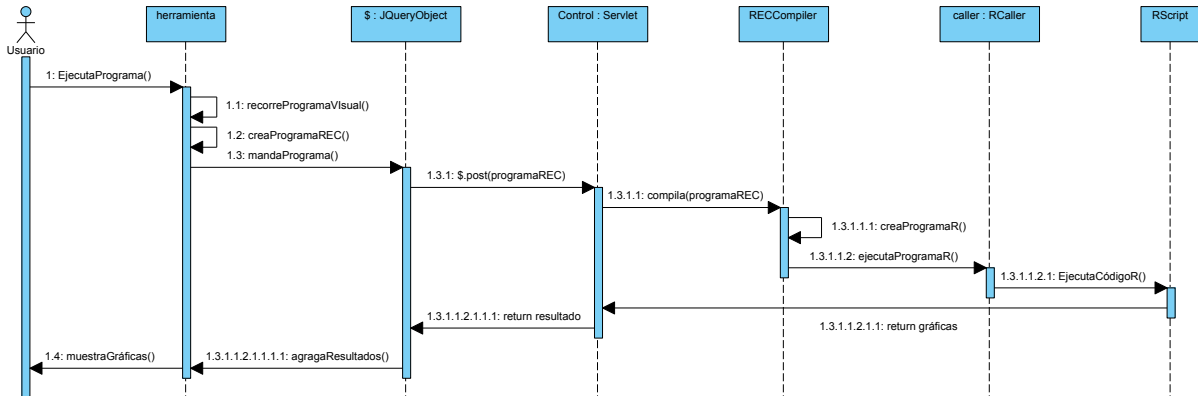 herramienta
$ : JQueryObject
Control : Servlet
RECCompiler
caller : RCaller
RScript
Usuario
1: EjecutaPrograma()
1.1: recorreProgramaVIsual()
1.2: creaProgramaREC()
1.3: mandaPrograma()
1.3.1: $.post(programaREC)
1.3.1.1: compila(programaREC)
1.3.1.1.1: creaProgramaR()
1.3.1.1.2: ejecutaProgramaR()
1.3.1.1.2.1: EjecutaCódigoR()
1.3.1.1.2.1.1: return gráficas
1.3.1.1.2.1.1.1: return resultado
1.3.1.1.2.1.1.1.1: agragaResultados()
1.4: muestraGráficas()